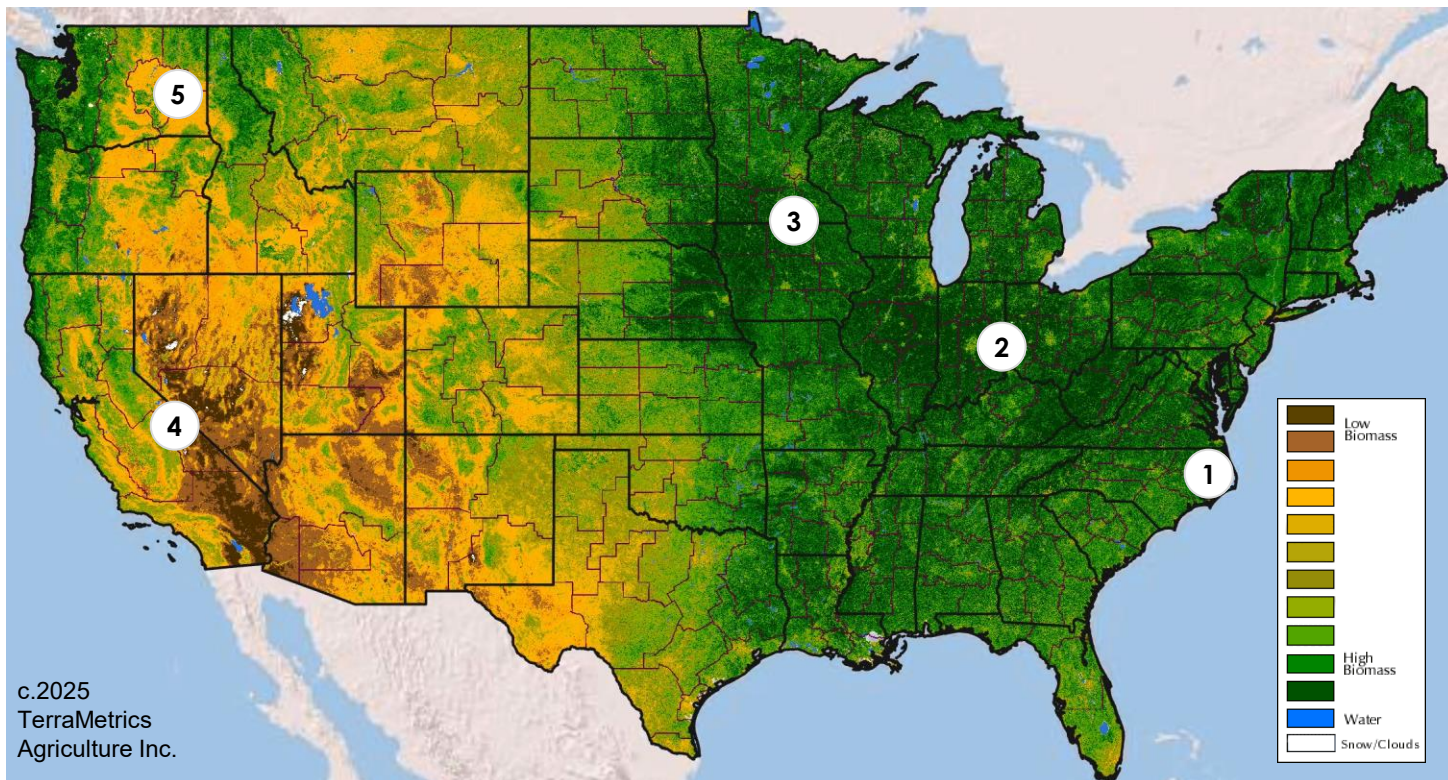 5
3
2
4
1
Low
Biomass
High
Biomass
Water
Snow/Clouds
c.2025
TerraMetrics
Agriculture Inc.